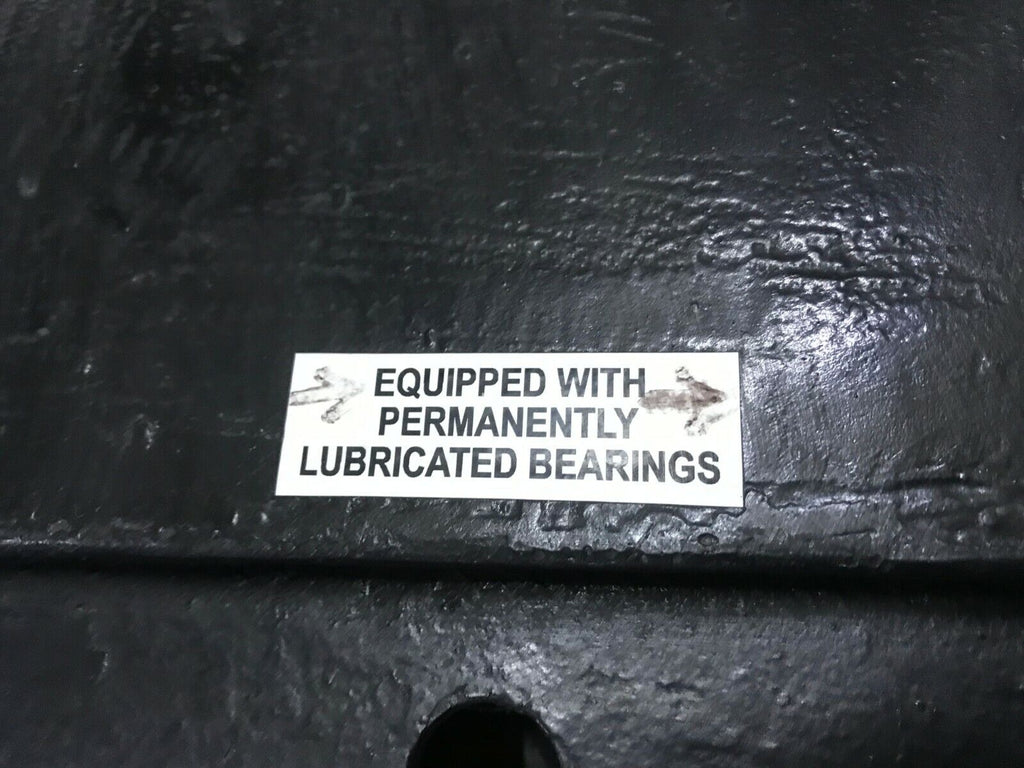 EQUIPPED WITH
PERMANENTLY
LUBRICATED BEARINGS